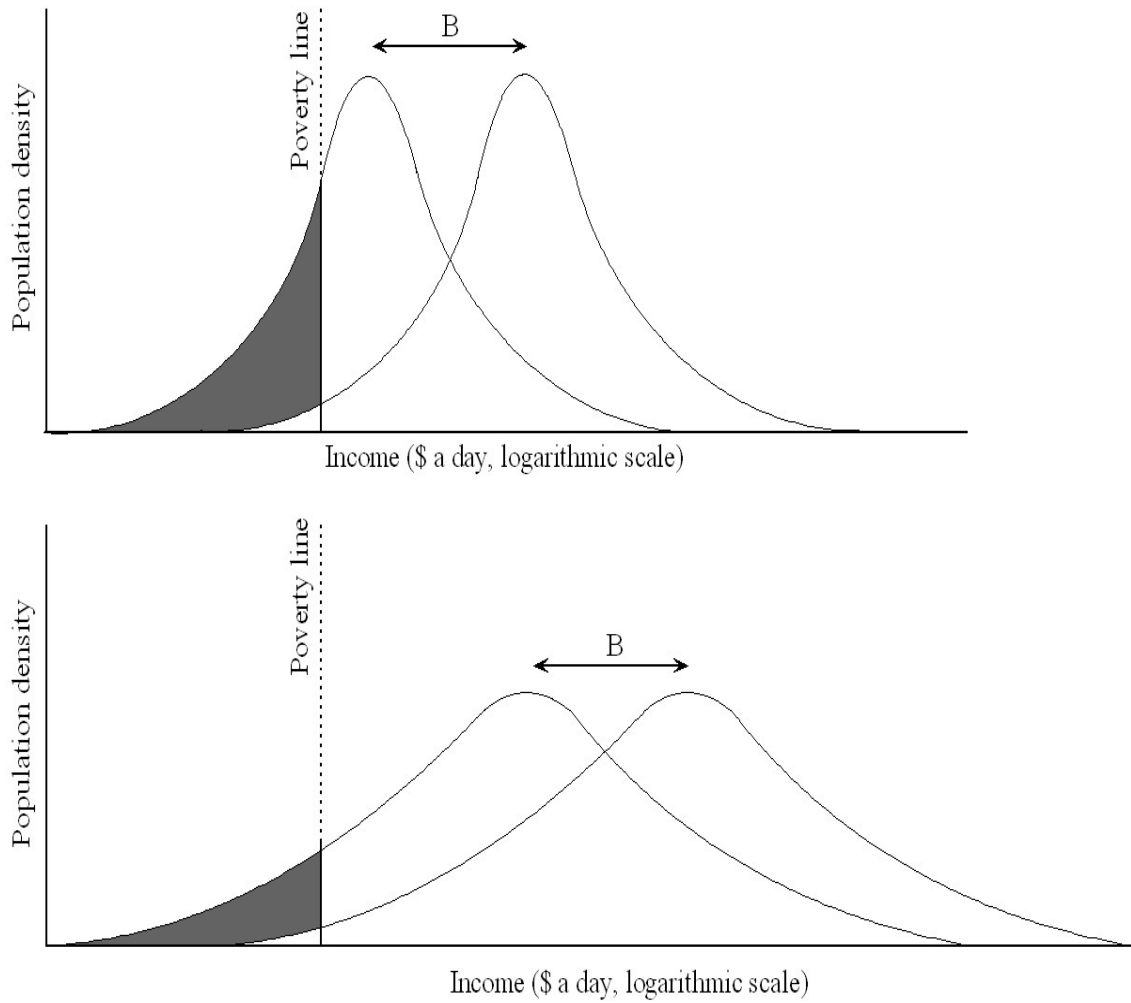 B
Poverty line
Population density
Income ($ a day, logarithmic scale)
Poverty line
B
Population density
Income ($ a day, logarithmic scale)